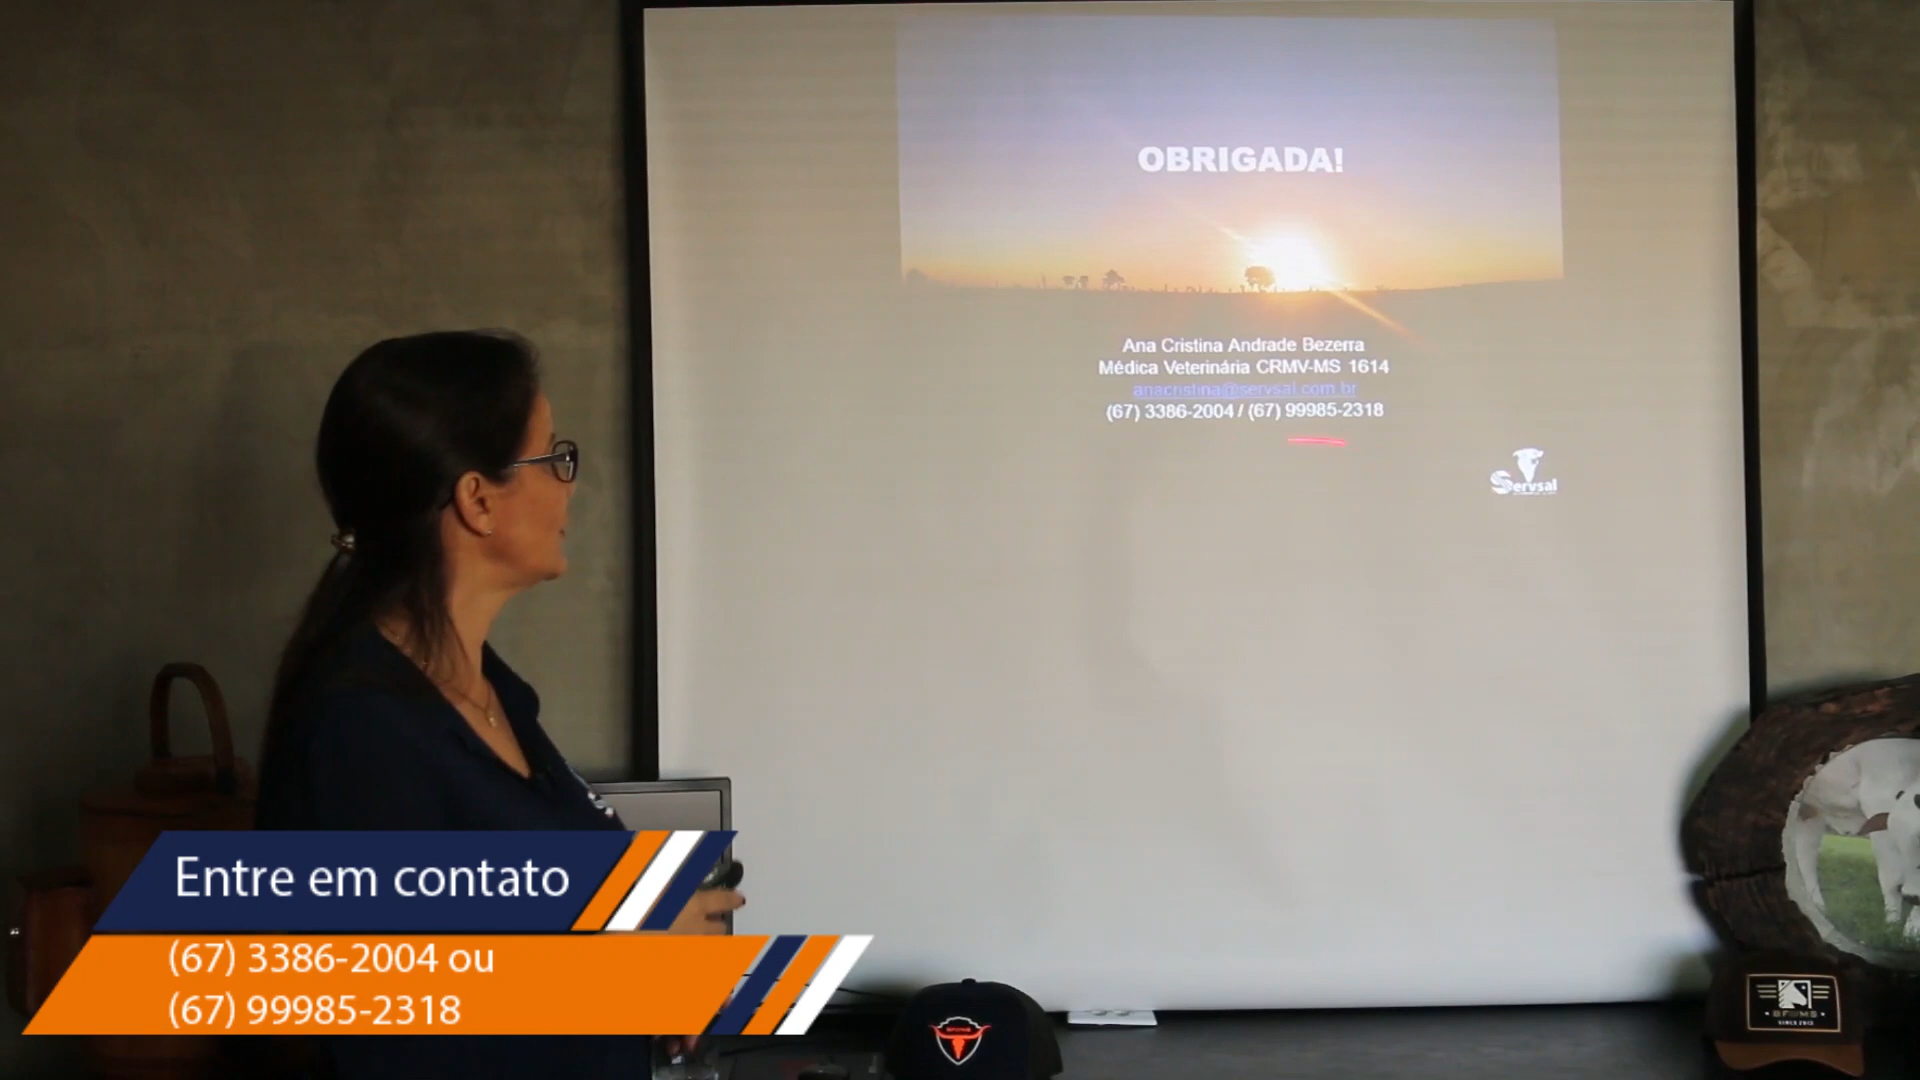 OBRIGADA!
Ana Cristina Andrade Bezerra
Médica Veterinária CRMV-MS 1614
anacristina@servsal.com.br
(67) 3386-2004 / (67) 99985-2318
Servsal
Entre em contato
(67) 3386-2004 ou
(67) 99985-2318
BFMS